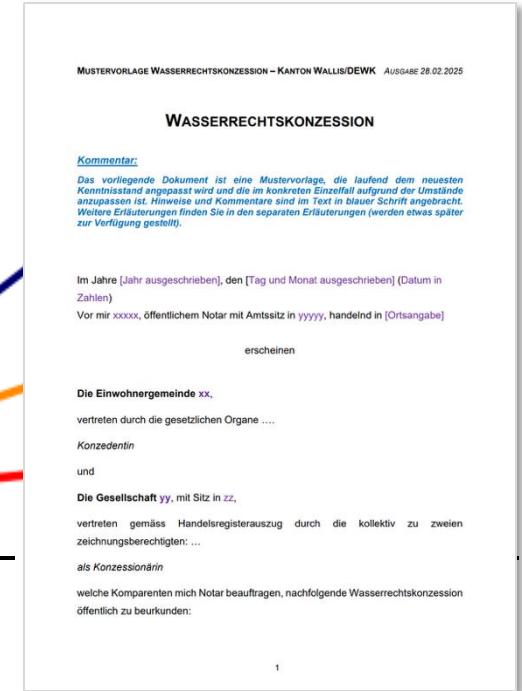 MUSTERVORLAGE WASSERRECHTSKONZESSION – KANTON WALLIS/DEWK AUSGABE 28.02.2025
WASSERRECHTSKONZESSION
Kommentar:
Das vorliegende Dokument ist eine Mustervorlage, die laufend dem neuesten
Kenntnisstand angepasst wird und die im konkreten Einzelfall aufgrund der Umstände
anzupassen ist. Hinweise und Kommentare sind im Text in blauer Schrift angebracht.
Weitere Erläuterungen finden Sie in den separaten Erläuterungen (werden etwas später
zur Verfügung gestellt).
Im Jahre [Jahr ausgeschrieben], den [Tag und Monat ausgeschrieben] (Datum in
Zahlen)
Vor mir xxxxx, öffentlichem Notar mit Amtssitz in yyyyy, handelnd in [Ortsangabe]
erscheinen
Die Einwohnergemeinde xx,
vertreten durch die gesetzlichen Organe ....
Konzedentin
und
Die Gesellschaft yy, mit Sitz in zz,
vertreten gemäss Handelsregisterauszug durch die kollektiv zu zweien
zeichnungsberechtigten: ...
als Konzessionärin
welche Komparenten mich Notar beauftragen, nachfolgende Wasserrechtskonzession
öffentlich zu beurkunden:
1